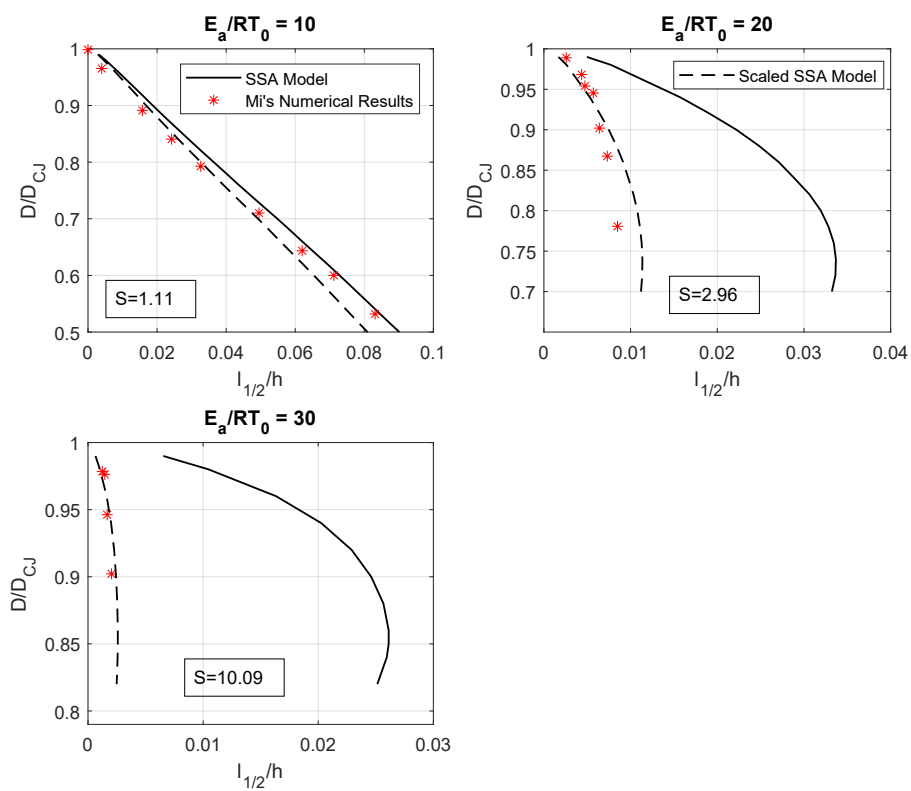 E_a/RT_0 = 10
1
0.9
0.8
0.7
0.6
0.5
D/D_CJ
SSA Model
Mi's Numerical Results
S=1.11
0
0.02
0.04
0.06
0.08
0.1
I_1/2/h
E_a/RT_0 = 20
1
0.95
0.9
0.85
0.8
0.75
0.7
D/D_CJ
Scaled SSA Model
S=2.96
0
0.01
0.02
0.03
0.04
I_1/2/h
E_a/RT_0 = 30
1
0.95
0.9
0.85
0.8
D/D_CJ
S=10.09
0
0.01
0.02
0.03
I_1/2/h